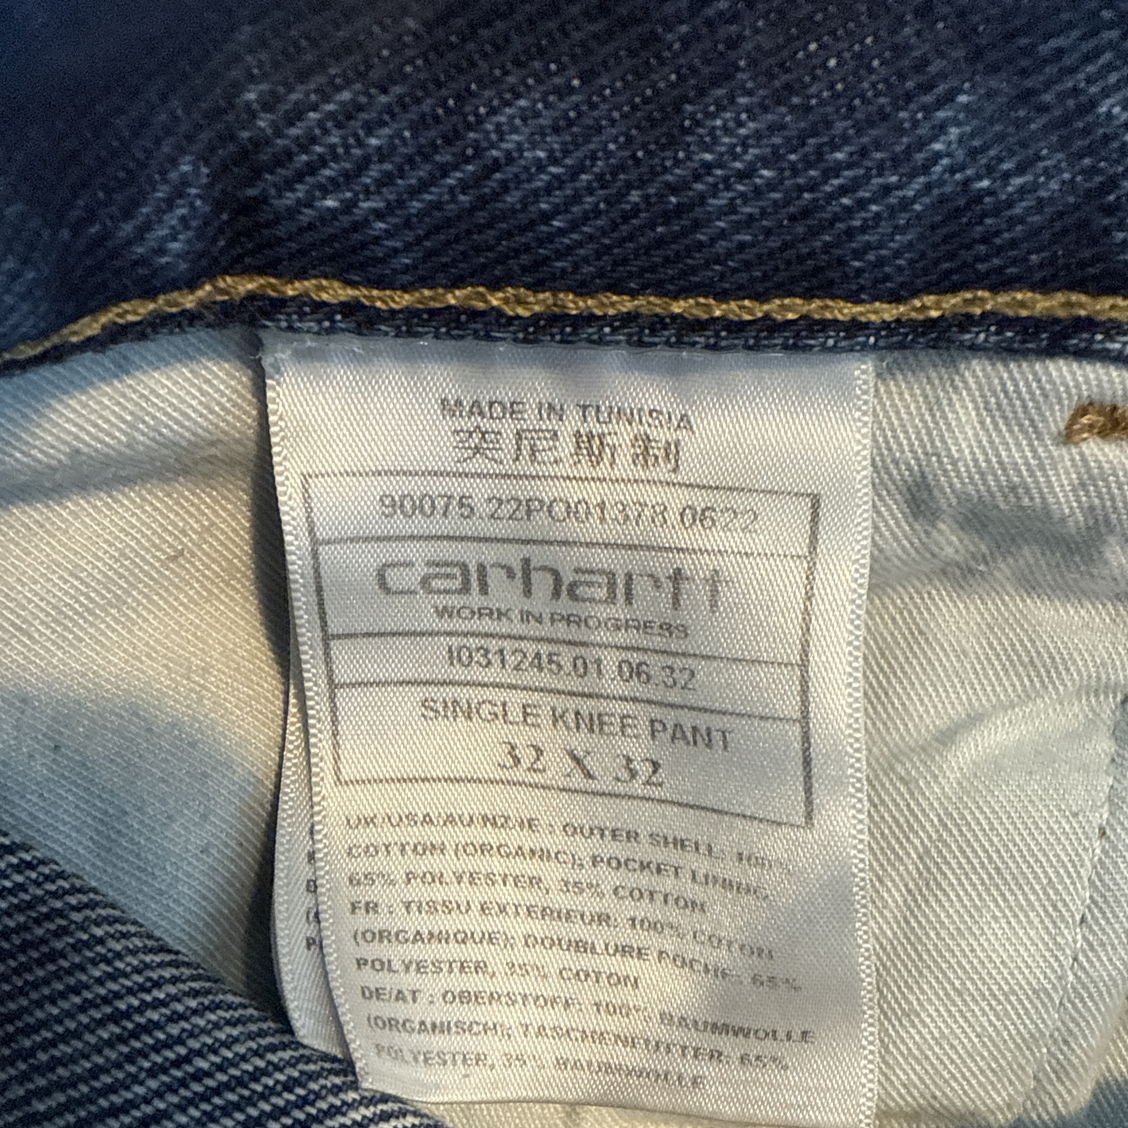 MADE IN TUNISIA
突尼斯制
90075.22PO01378.0622
carhartt
WORK IN PROGRESS
I031245.01.06.32
SINGLE KNEE PANT
32 X 32
UK/USA/AU/NZ/IE : OUTER SHELL: 100%
COTTON (ORGANIC); POCKET LINING:
65% POLYESTER, 35% COTTON
FR : TISSU EXTERIEUR: 100% COTON
(ORGANIQUE); DOUBLURE POCHE: 65%
POLYESTER, 35% COTON
DE/AT : OBERSTOFF: 100% BAUMWOLLE
(ORGANISCH); TASCHENFUTTER: 65%
POLYESTER, 35% BAUMWOLLE